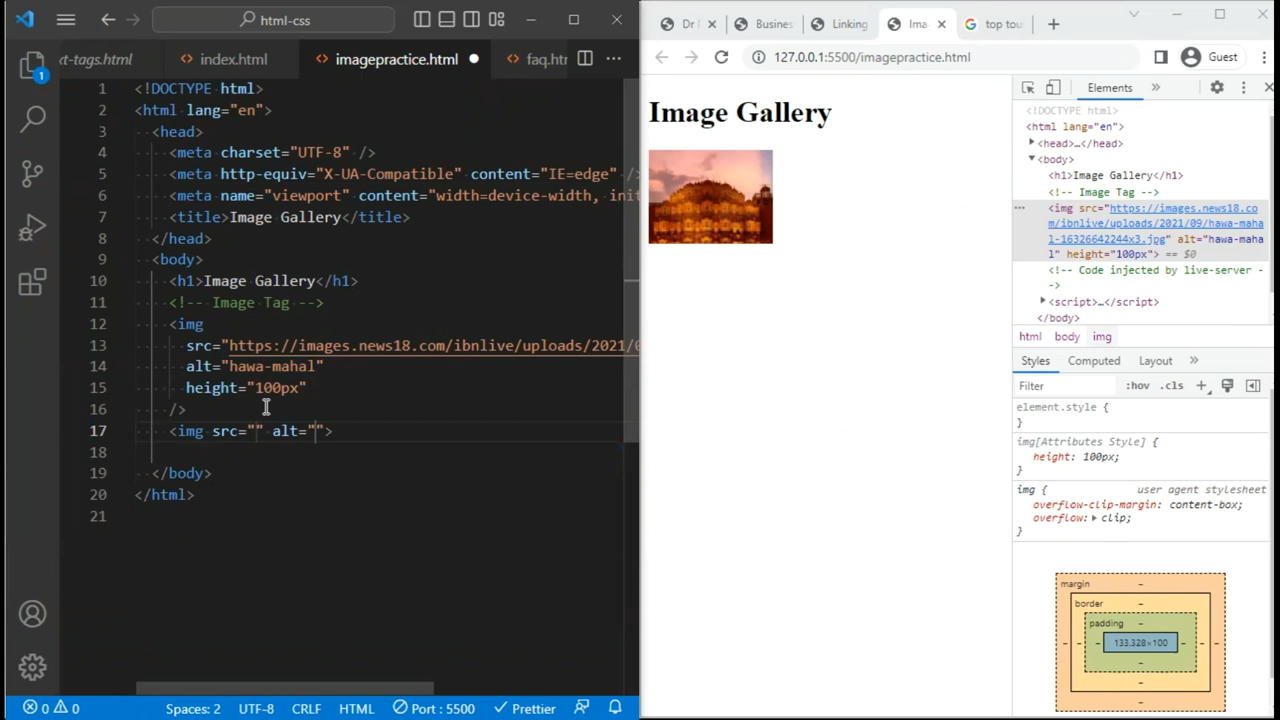 html-css
xt-tags.html
index.html
imagepractice.html
faq.htm
1
1 <!DOCTYPE html>
2 <html lang="en">
3 <head>
4 <meta charset="UTF-8" />
5 <meta http-equiv="X-UA-Compatible" content="IE=edge" />
6 <meta name="viewport" content="width=device-width, init
7 <title>Image Gallery</title>
8 </head>
9 <body>
10 <h1>Image Gallery</h1>
11 <!-- Image Tag -->
12 <img
13 src="https://images.news18.com/ibnlive/uploads/2021/0
14 alt="hawa-mahal"
15 height="100px"
16 />
17 <img src="" alt="">
18
19 </body>
20 </html>
21
0 0
Spaces: 2
UTF-8
CRLF
HTML
Port : 5500
Prettier
Dr
Busines
Linking
Ima
top tou
127.0.0.1:5500/imagepractice.html
Guest
Image Gallery
Elements
<!DOCTYPE html>
<html lang="en">
<head>…</head>
<body>
<h1>Image Gallery</h1>
<!-- Image Tag -->
<img src="https://images.news18.co
m/ibnlive/uploads/2021/09/hawa-maha
l-16326642244x3.jpg" alt="hawa-maha
l" height="100px"> == $0
<!-- Code injected by live-server -
->
<script>…</script>
</body>
html body img
Styles Computed Layout
Filter
:hov .cls
element.style {
}
img[Attributes Style] {
height: 100px;
}
img { user agent stylesheet
overflow-clip-margin: content-box;
overflow: clip;
}
margin
-
border
-
padding
-
- - - 133.328×100 - - -
-
-
-